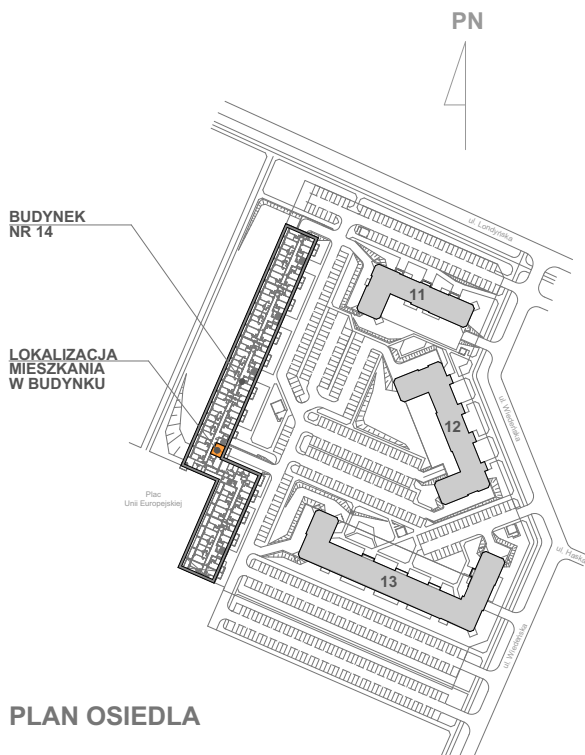 PN
ul. Londyńska
BUDYNEK
NR 14
11
LOKALIZACJA
MIESZKANIA
W BUDYNKU
ul. Wiedeńska
12
Plac
Unii Europejskiej
ul. Haska
13
ul. Wiedeńska
PLAN OSIEDLA